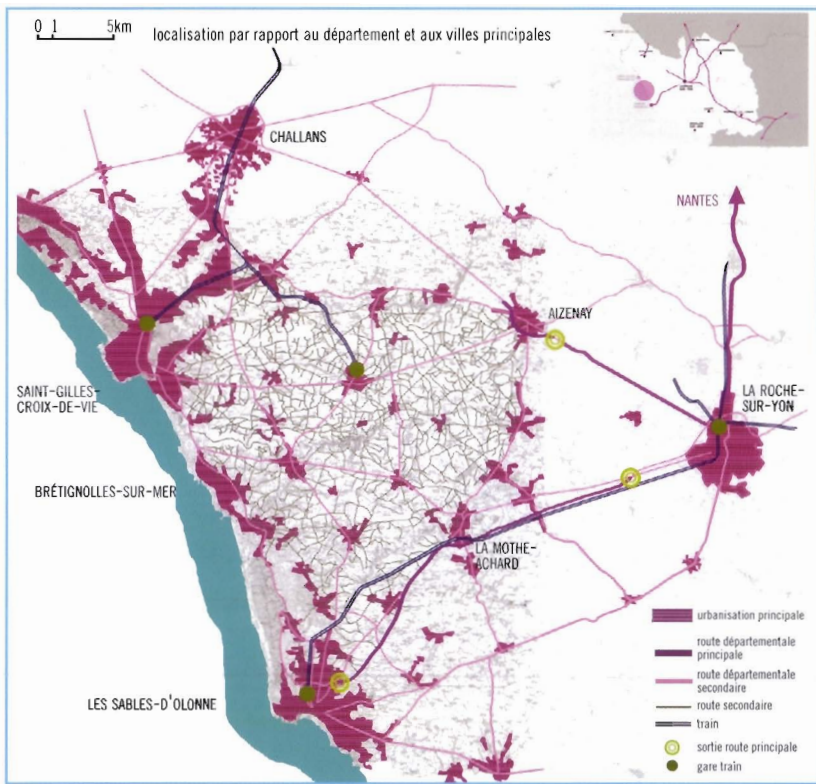 0 1 5km
localisation par rapport au département et aux villes principales
CHALLANS
NANTES
AIZENAY
SAINT-GILLES-
CROIX-DE-VIE
LA ROCHE-
SUR-YON
BRÉTIGNOLLES-SUR-MER
LA MOTHE-
ACHARD
LES SABLES-D'OLONNE
urbanisation principale
route départementale
principale
route départementale
secondaire
route secondaire
train
sortie route principale
gare train